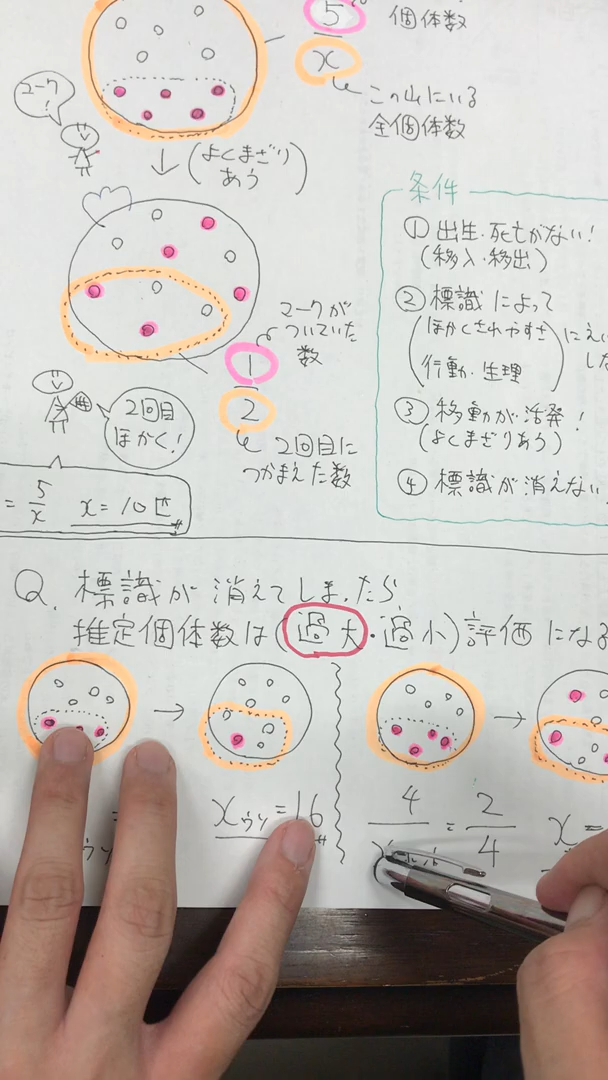 5
個体数
x
この山にいる
全個体数
マーク!
(よくまざり
あう)
マークが
ついていた
数
1
2
2回目に
つかまえた数
2回目
ほかく!
= 5/x x=10匹
条件
① 出生・死亡がない!
(移入・移出)
② 標識によって
(ほかくされやすさ
行動・生理)
③ 移動が活発!
(よくまざりあう)
④ 標識が消えない
Q. 標識が消えてしまったら
推定個体数は(過大・過小)評価になる
→
xウソ=16
ウソ
→
4/x = 2/4
x=